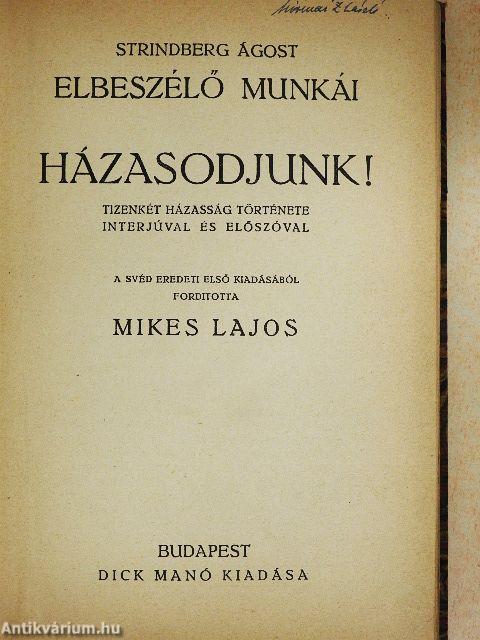 STRINDBERG ÁGOST
ELBESZÉLŐ MUNKÁI
HÁZASODJUNK!
TIZENKÉT HÁZASSÁG TÖRTÉNETE
INTERJÚVAL ÉS ELŐSZÓVAL
A SVÉD EREDETI ELSŐ KIADÁSÁBÓL
FORDITOTTA
MIKES LAJOS
BUDAPEST
DICK MANÓ KIADÁSA
Antikvárium.hu